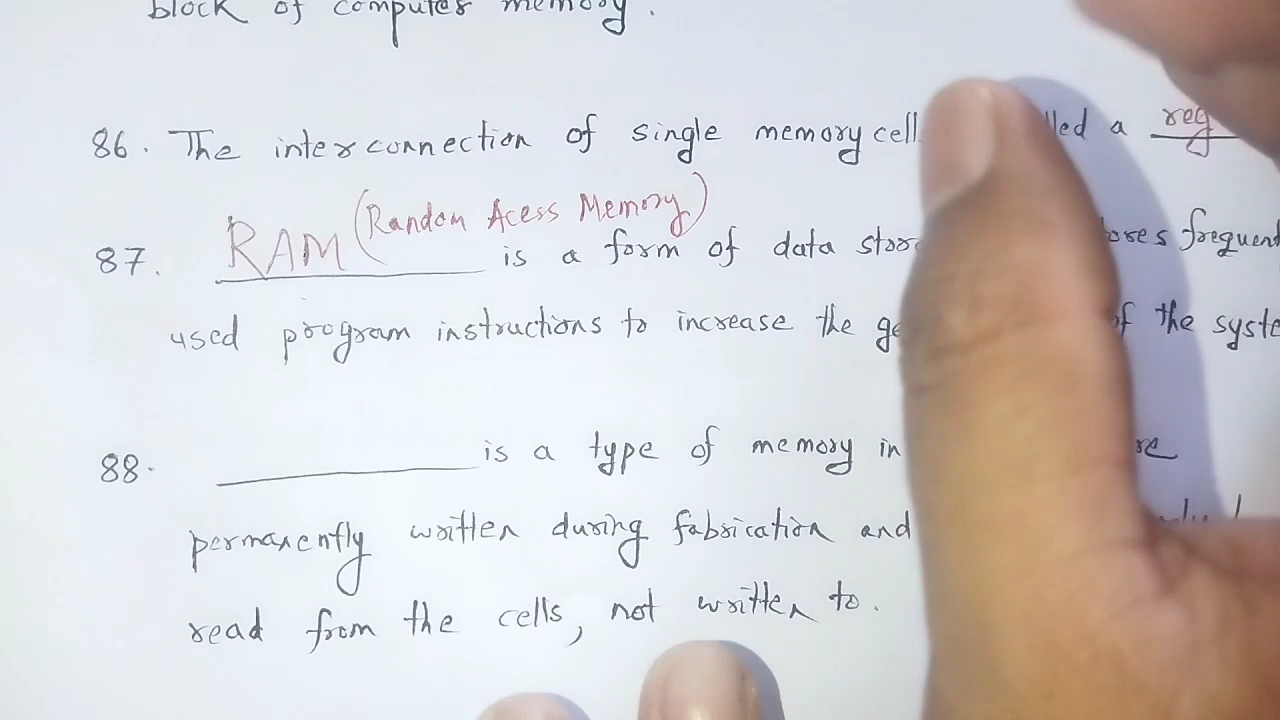 block of computer memory.
86. The interconnection of single memory cell a reg
(Random Acess Memory)
87. RAM is a form of data frequent
used program instructions to increase the of the syste
88. is a type of memory in
permanently written during fabrication and
read from the cells, not written to.